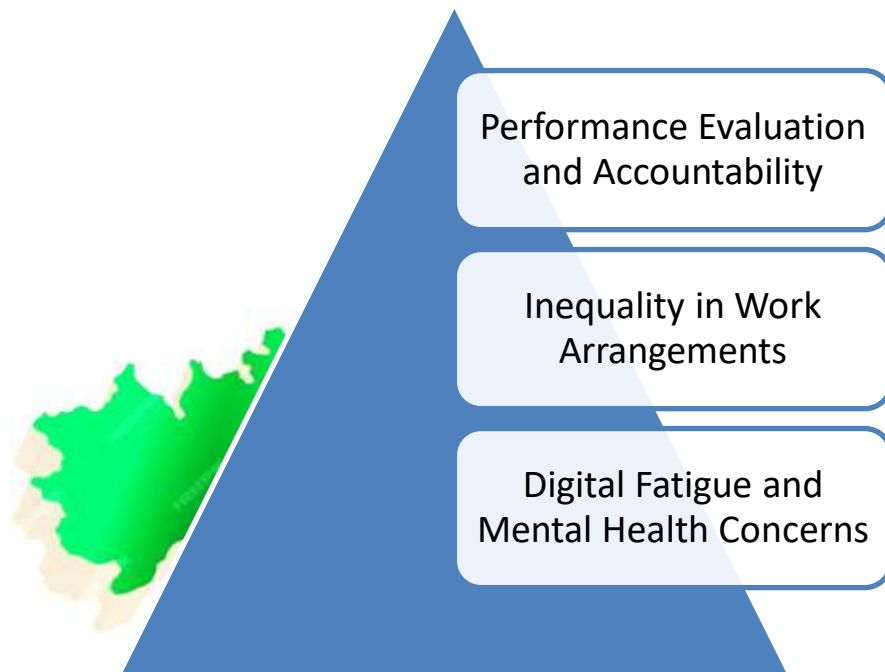 Performance Evaluation
and Accountability
Inequality in Work
Arrangements
Digital Fatigue and
Mental Health Concerns